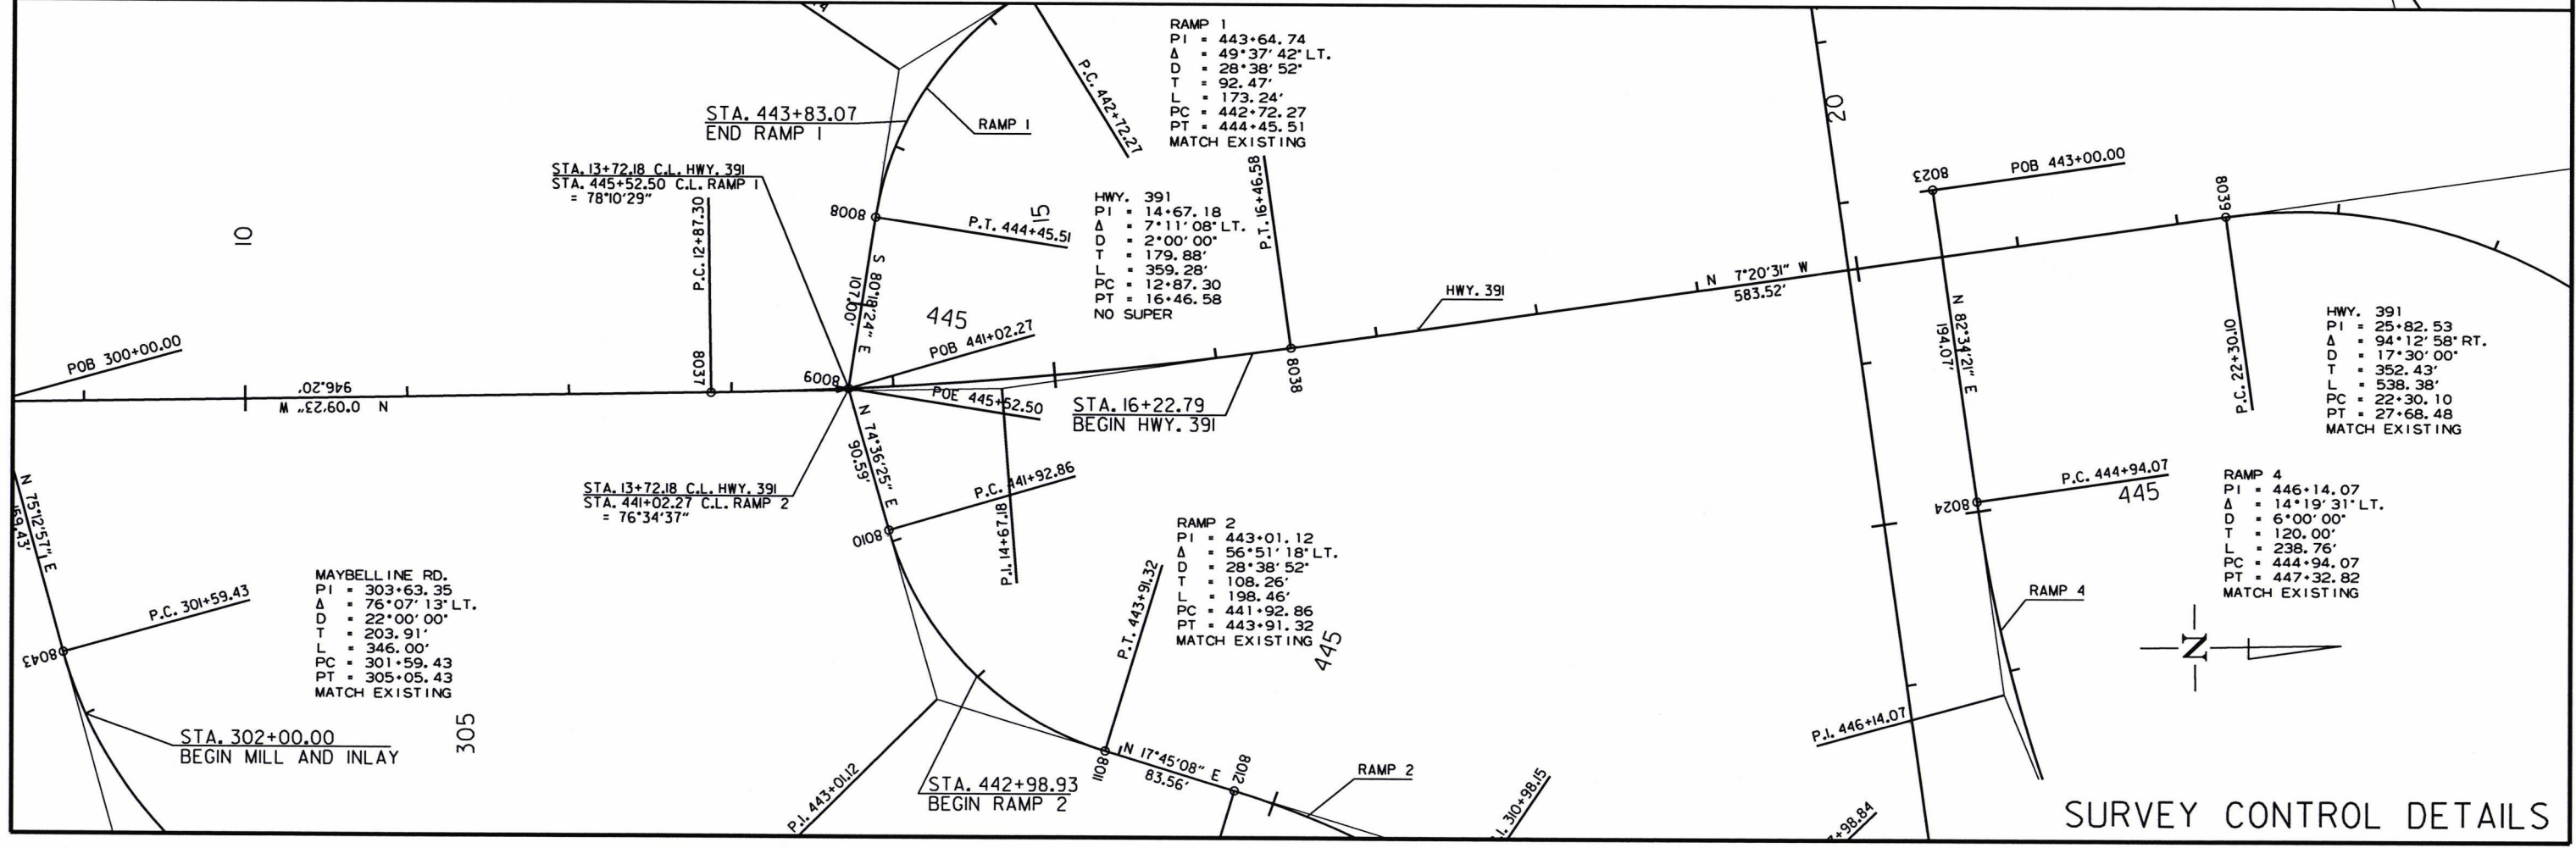 RAMP 1
PI = 443+64.74
Δ = 49°37'42" LT.
D = 28°38'52"
T = 92.47'
L = 173.24'
PC = 442+72.27
PT = 444+45.51
MATCH EXISTING
P.C. 442+72.27
STA. 443+83.07
END RAMP 1
RAMP 1
STA. 13+72.18 C.L. HWY. 391
STA. 445+52.50 C.L. RAMP 1
= 78°10'29"
P.C. 12+87.30
8037
8008
P.T. 444+45.51
15
S 80°18'24" E
107.00'
HWY. 391
PI = 14+67.18
Δ = 7°11'08" LT.
D = 2°00'00"
T = 179.88'
L = 359.28'
PC = 12+87.30
PT = 16+46.58
NO SUPER
P.T. 16+46.58
8038
10
POB 300+00.00
946.20'
N 0°09'23" W
8009
445
POB 441+02.27
POE 445+52.50
STA. 16+22.79
BEGIN HWY. 391
HWY. 391
N 7°20'31" W
583.52'
20
8023
POB 443+00.00
8039
N 82°34'21" E
194.07'
P.C. 22+30.10
HWY. 391
PI = 25+82.53
Δ = 94°12'58" RT.
D = 17°30'00"
T = 352.43'
L = 538.38'
PC = 22+30.10
PT = 27+68.48
MATCH EXISTING
STA. 13+72.18 C.L. HWY. 391
STA. 441+02.27 C.L. RAMP 2
= 76°34'37"
N 74°36'25" E
90.59'
8010
P.C. 441+92.86
P.I. 14+67.18
8024
P.C. 444+94.07
445
RAMP 4
PI = 446+14.07
Δ = 14°19'31" LT.
D = 6°00'00"
T = 120.00'
L = 238.76'
PC = 444+94.07
PT = 447+32.82
MATCH EXISTING
RAMP 4
P.I. 446+14.07
N
N 75°12'57" E
159.43'
8043
P.C. 301+59.43
MAYBELLINE RD.
PI = 303+63.35
Δ = 76°07'13" LT.
D = 22°00'00"
T = 203.91'
L = 346.00'
PC = 301+59.43
PT = 305+05.43
MATCH EXISTING
305
STA. 302+00.00
BEGIN MILL AND INLAY
RAMP 2
PI = 443+01.12
Δ = 56°51'18" LT.
D = 28°38'52"
T = 108.26'
L = 198.46'
PC = 441+92.86
PT = 443+91.32
MATCH EXISTING
445
P.T. 443+91.32
8011
N 17°45'08" E
83.56'
8012
RAMP 2
STA. 442+98.93
BEGIN RAMP 2
P.I. 443+01.12
.I. 310+98.15
+98.84
SURVEY CONTROL DETAILS